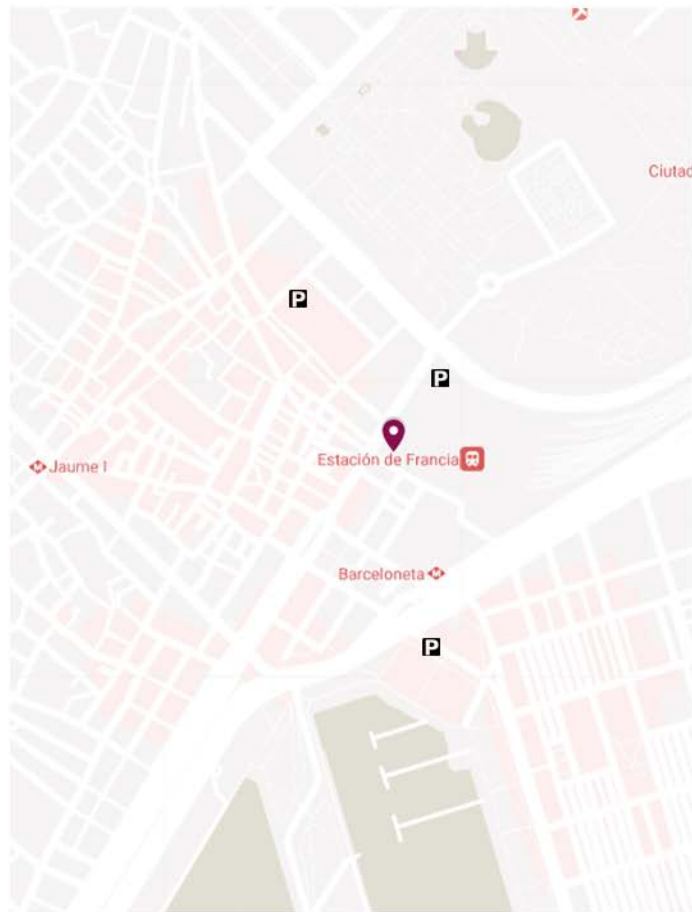 Ciutad
P
P
Jaume I
Estación de Francia
Barceloneta
P